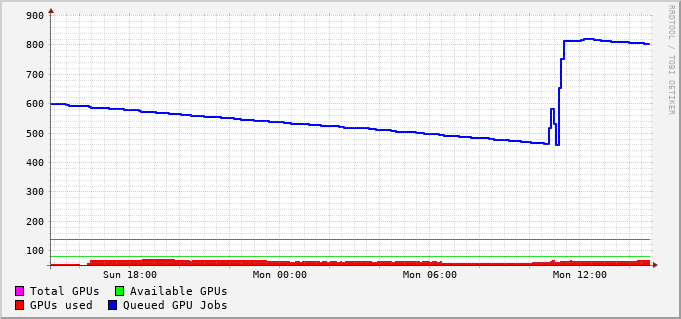 900
800
700
600
500
400
300
200
100
Sun 18:00 Mon 00:00 Mon 06:00 Mon 12:00
Total GPUs Available GPUs
GPUs used Queued GPU Jobs
RRDTOOL / TOBI OETIKER